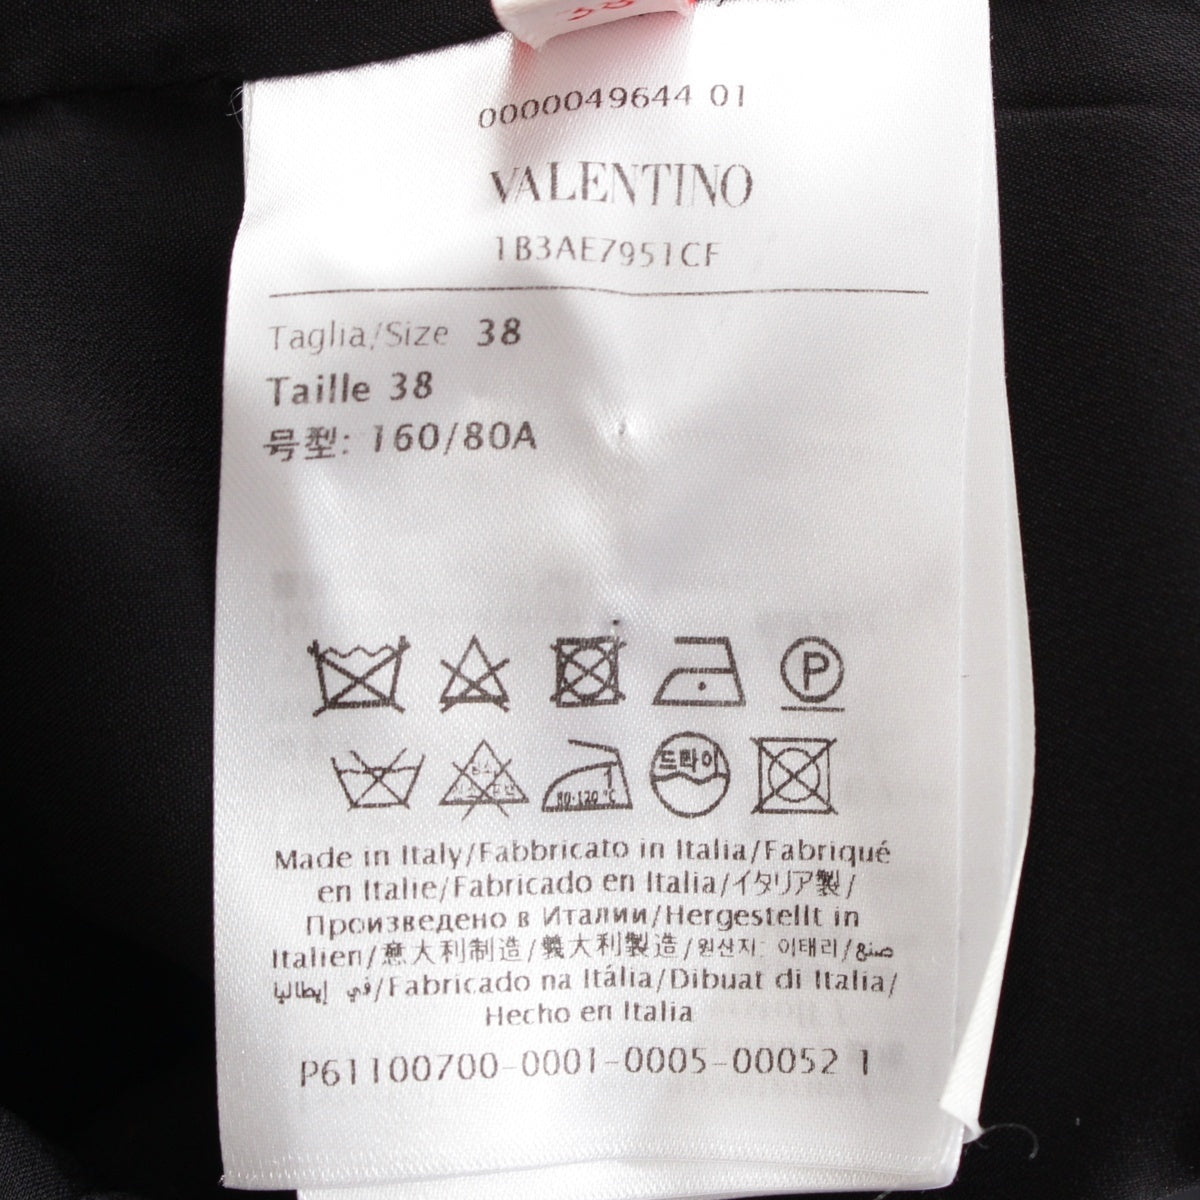 0000049644 01
VALENTINO
1B3AE7951CF
Taglia/Size 38
Taille 38
号型: 160/80A
P
드라이
1
80-120 °C
Made in Italy/Fabbricato in Italia/Fabriqué
en Italie/Fabricado en Italia/イタリア製/
Произведено в Италии/Hergestellt in
Italien/意大利制造/義大利製造/원산지: 이태리/صنع
في إيطاليا/Fabricado na Itália/Dibuat di Italia/
Hecho en Italia
P61100700-0001-0005-00052 1